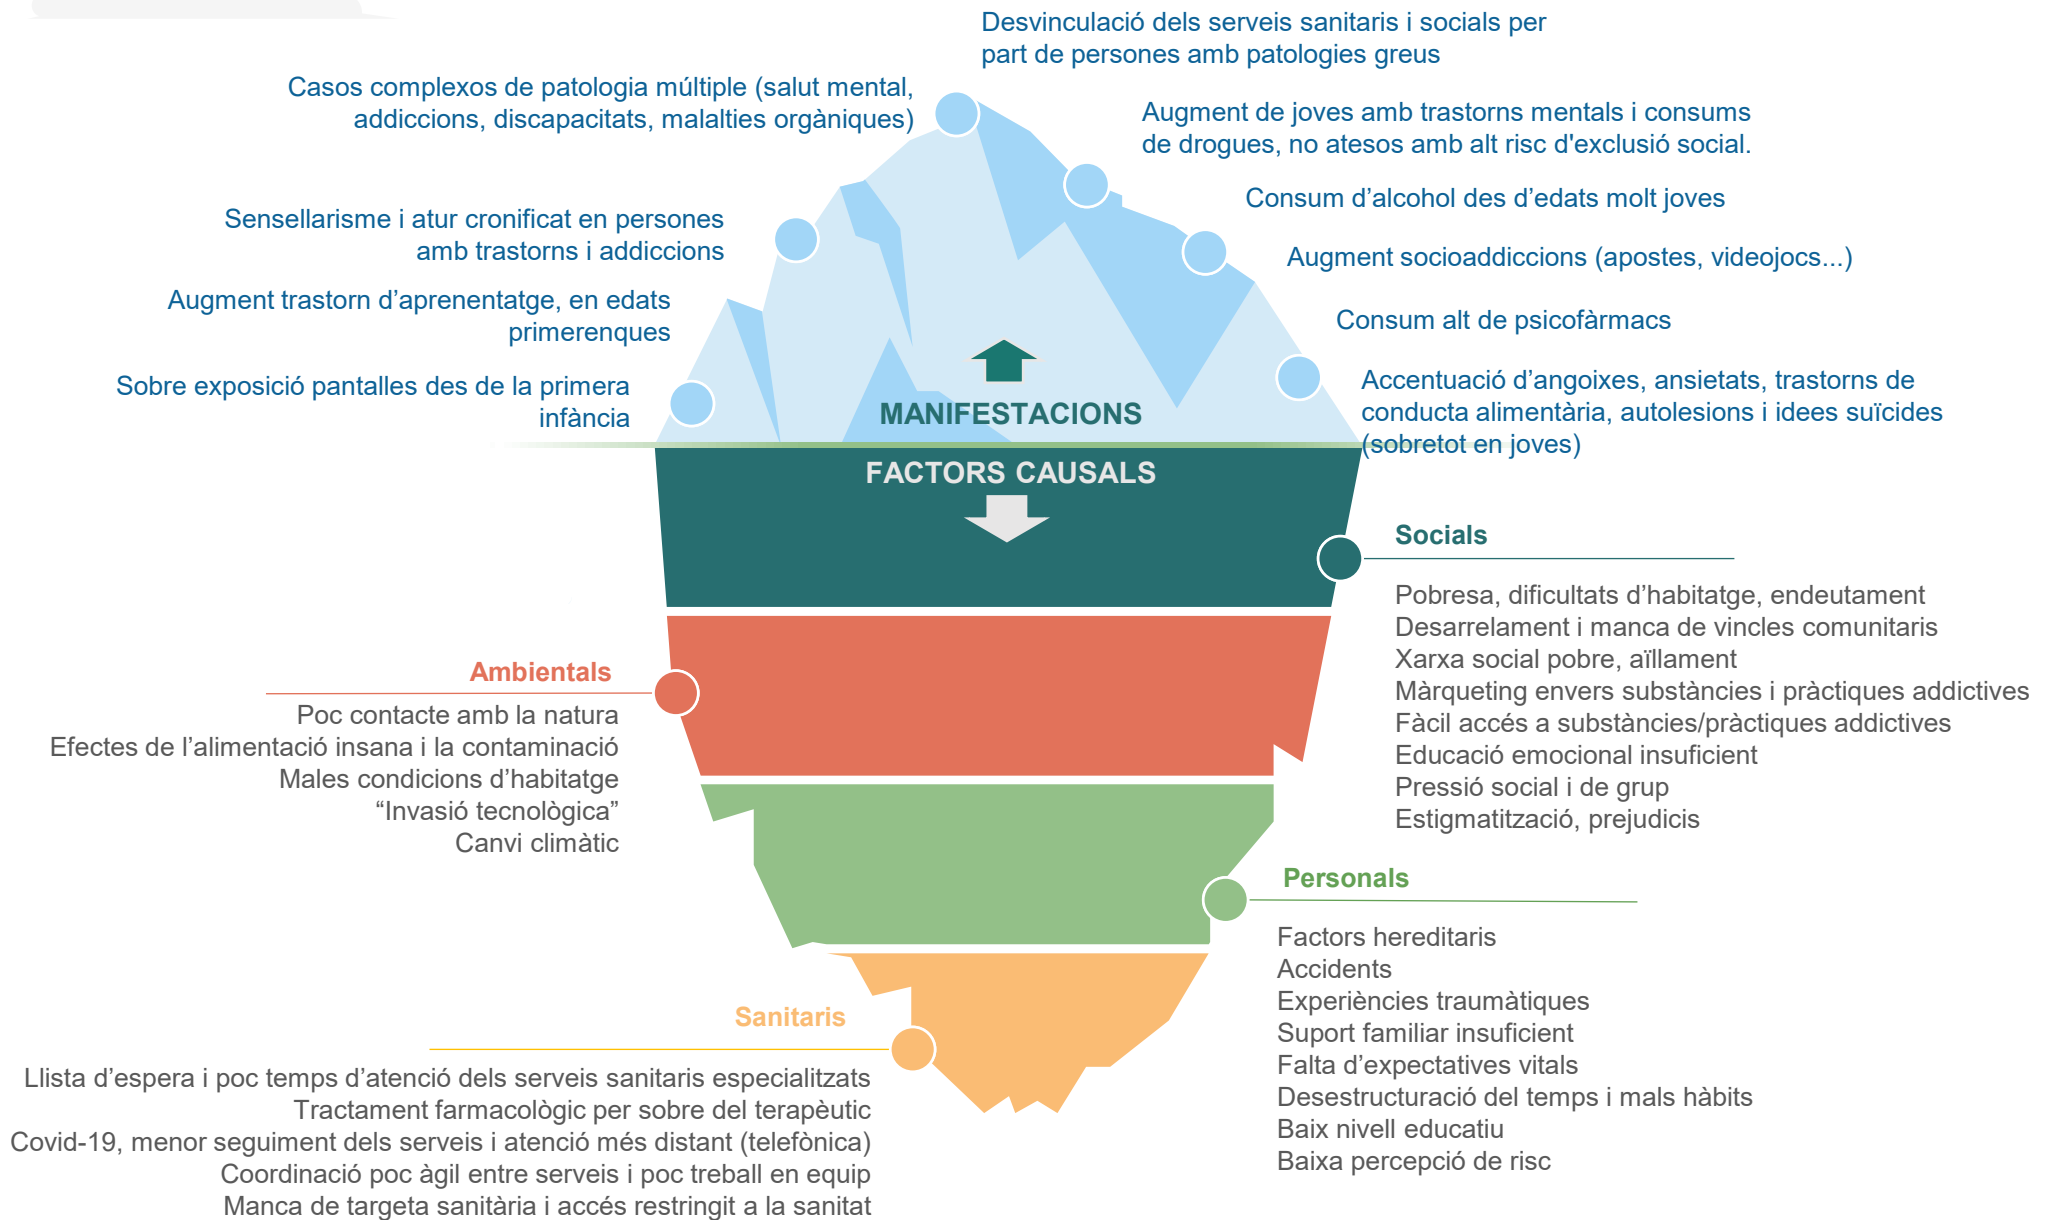 Desvinculació dels serveis sanitaris i socials per
part de persones amb patologies greus
Casos complexos de patologia múltiple (salut mental,
addiccions, discapacitats, malalties orgàniques)
Augment de joves amb trastorns mentals i consums
de drogues, no atesos amb alt risc d'exclusió social.
Sensellarisme i atur cronificat en persones
amb trastorns i addiccions
Consum d’alcohol des d’edats molt joves
Augment socioaddiccions (apostes, videojocs...)
Augment trastorn d’aprenentatge, en edats
primerenques
Consum alt de psicofàrmacs
Sobre exposició pantalles des de la primera
infància
Accentuació d’angoixes, ansietats, trastorns de
conducta alimentària, autolesions i idees suïcides
(sobretot en joves)
MANIFESTACIONS
FACTORS CAUSALS
Socials
Pobresa, dificultats d’habitatge, endeutament
Desarrelament i manca de vincles comunitaris
Xarxa social pobre, aïllament
Màrqueting envers substàncies i pràctiques addictives
Fàcil accés a substàncies/pràctiques addictives
Educació emocional insuficient
Pressió social i de grup
Estigmatització, prejudicis
Ambientals
Poc contacte amb la natura
Efectes de l’alimentació insana i la contaminació
Males condicions d’habitatge
“Invasió tecnològica”
Canvi climàtic
Personals
Factors hereditaris
Accidents
Experiències traumàtiques
Suport familiar insuficient
Falta d’expectatives vitals
Desestructuració del temps i mals hàbits
Baix nivell educatiu
Baixa percepció de risc
Sanitaris
Llista d’espera i poc temps d’atenció dels serveis sanitaris especialitzats
Tractament farmacològic per sobre del terapèutic
Covid-19, menor seguiment dels serveis i atenció més distant (telefònica)
Coordinació poc àgil entre serveis i poc treball en equip
Manca de targeta sanitària i accés restringit a la sanitat